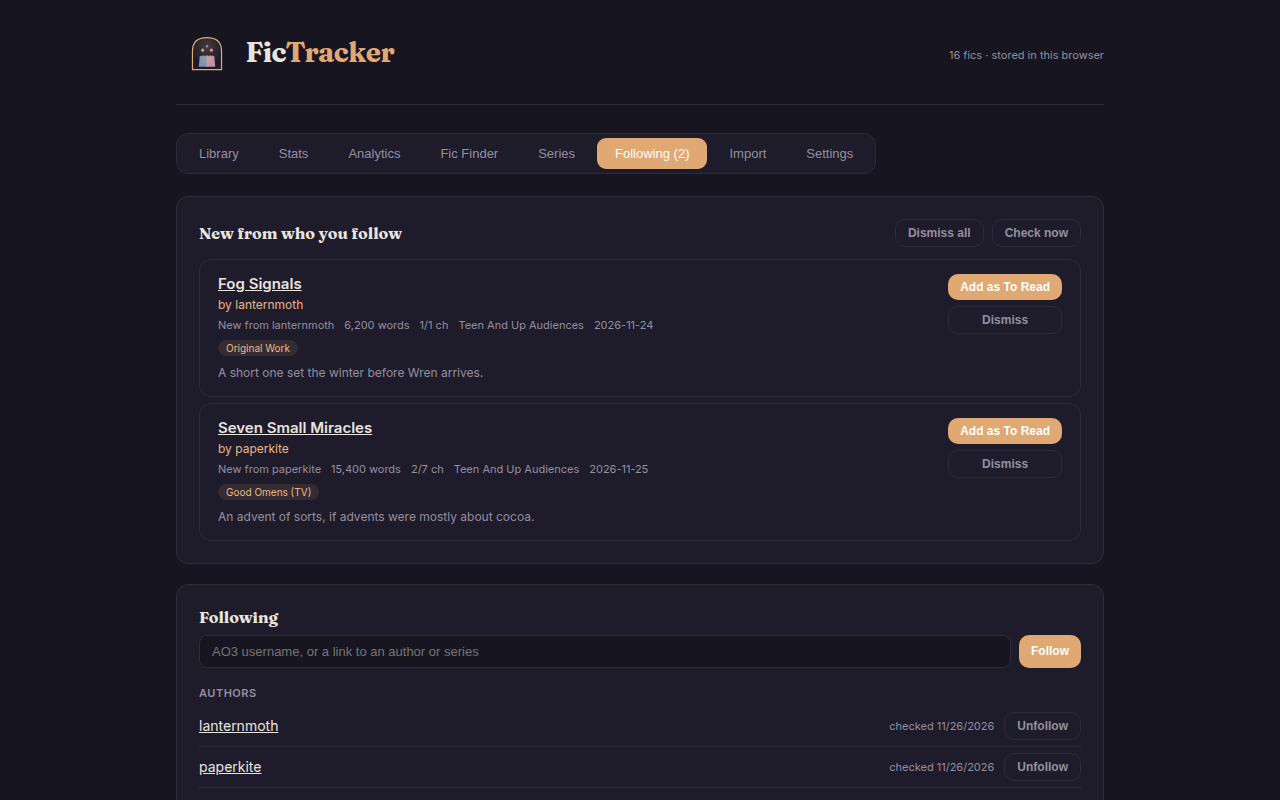 FicTracker
16 fics · stored in this browser
Library Stats Analytics Fic Finder Series Following (2) Import Settings
New from who you follow
Dismiss all Check now
Fog Signals
Add as To Read
by lanternmoth
Dismiss
New from lanternmoth 6,200 words 1/1 ch Teen And Up Audiences 2026-11-24
Original Work
A short one set the winter before Wren arrives.
Seven Small Miracles
Add as To Read
by paperkite
Dismiss
New from paperkite 15,400 words 2/7 ch Teen And Up Audiences 2026-11-25
Good Omens (TV)
An advent of sorts, if advents were mostly about cocoa.
Following
AO3 username, or a link to an author or series Follow
AUTHORS
lanternmoth checked 11/26/2026 Unfollow
paperkite checked 11/26/2026 Unfollow